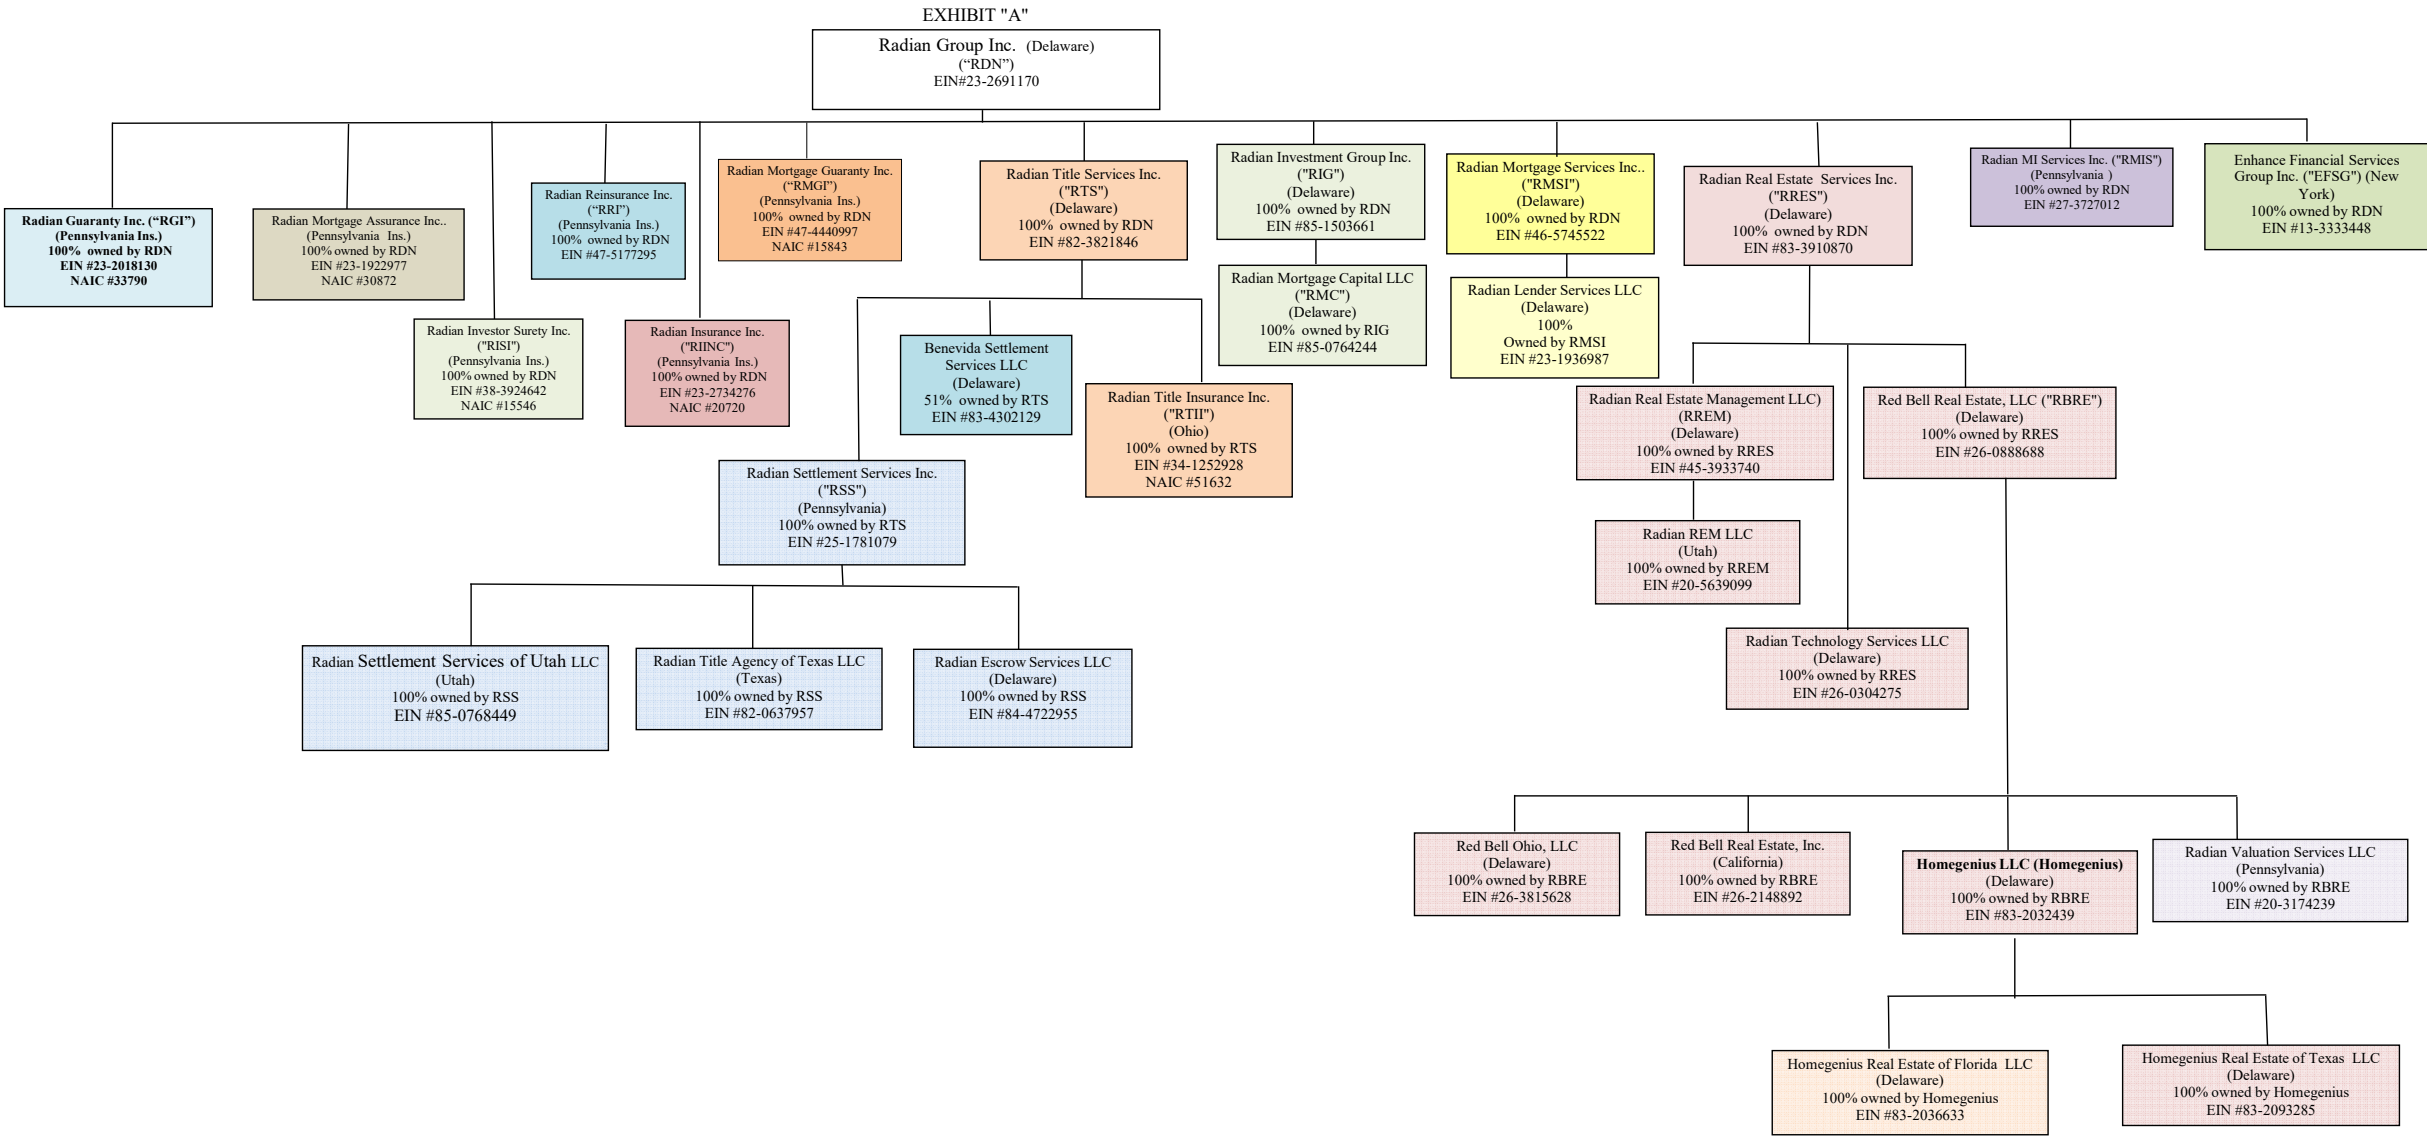 EXHIBIT "A"
Radian Group Inc. (Delaware)
(“RDN”)
EIN#23-2691170
Radian Guaranty Inc. (“RGI”)
(Pennsylvania Ins.)
100% owned by RDN
EIN #23-2018130
NAIC #33790
Radian Mortgage Assurance Inc..
(Pennsylvania Ins.)
100% owned by RDN
EIN #23-1922977
NAIC #30872
Radian Investor Surety Inc.
("RISI")
(Pennsylvania Ins.)
100% owned by RDN
EIN #38-3924642
NAIC #15546
Radian Reinsurance Inc.
(“RRI”)
(Pennsylvania Ins.)
100% owned by RDN
EIN #47-5177295
Radian Insurance Inc.
("RIINC")
(Pennsylvania Ins.)
100% owned by RDN
EIN #23-2734276
NAIC #20720
Radian Mortgage Guaranty Inc.
(“RMGI”)
(Pennsylvania Ins.)
100% owned by RDN
EIN #47-4440997
NAIC #15843
Radian Title Services Inc.
("RTS")
(Delaware)
100% owned by RDN
EIN #82-3821846
Radian Investment Group Inc.
("RIG")
(Delaware)
100% owned by RDN
EIN #85-1503661
Radian Mortgage Services Inc..
("RMSI")
(Delaware)
100% owned by RDN
EIN #46-5745522
Radian Real Estate Services Inc.
("RRES")
(Delaware)
100% owned by RDN
EIN #83-3910870
Radian MI Services Inc. ("RMIS")
(Pennsylvania )
100% owned by RDN
EIN #27-3727012
Enhance Financial Services
Group Inc. ("EFSG") (New
York)
100% owned by RDN
EIN #13-3333448
Radian Mortgage Capital LLC
("RMC")
(Delaware)
100% owned by RIG
EIN #85-0764244
Radian Lender Services LLC
(Delaware)
100%
Owned by RMSI
EIN #23-1936987
Benevida Settlement
Services LLC
(Delaware)
51% owned by RTS
EIN #83-4302129
Radian Title Insurance Inc.
("RTII")
(Ohio)
100% owned by RTS
EIN #34-1252928
NAIC #51632
Radian Real Estate Management LLC)
(RREM)
(Delaware)
100% owned by RRES
EIN #45-3933740
Red Bell Real Estate, LLC ("RBRE")
(Delaware)
100% owned by RRES
EIN #26-0888688
Radian Settlement Services Inc.
("RSS")
(Pennsylvania)
100% owned by RTS
EIN #25-1781079
Radian REM LLC
(Utah)
100% owned by RREM
EIN #20-5639099
Radian Technology Services LLC
(Delaware)
100% owned by RRES
EIN #26-0304275
Radian Settlement Services of Utah LLC
(Utah)
100% owned by RSS
EIN #85-0768449
Radian Title Agency of Texas LLC
(Texas)
100% owned by RSS
EIN #82-0637957
Radian Escrow Services LLC
(Delaware)
100% owned by RSS
EIN #84-4722955
Red Bell Ohio, LLC
(Delaware)
100% owned by RBRE
EIN #26-3815628
Red Bell Real Estate, Inc.
(California)
100% owned by RBRE
EIN #26-2148892
Homegenius LLC (Homegenius)
(Delaware)
100% owned by RBRE
EIN #83-2032439
Radian Valuation Services LLC
(Pennsylvania)
100% owned by RBRE
EIN #20-3174239
Homegenius Real Estate of Florida LLC
(Delaware)
100% owned by Homegenius
EIN #83-2036633
Homegenius Real Estate of Texas LLC
(Delaware)
100% owned by Homegenius
EIN #83-2093285